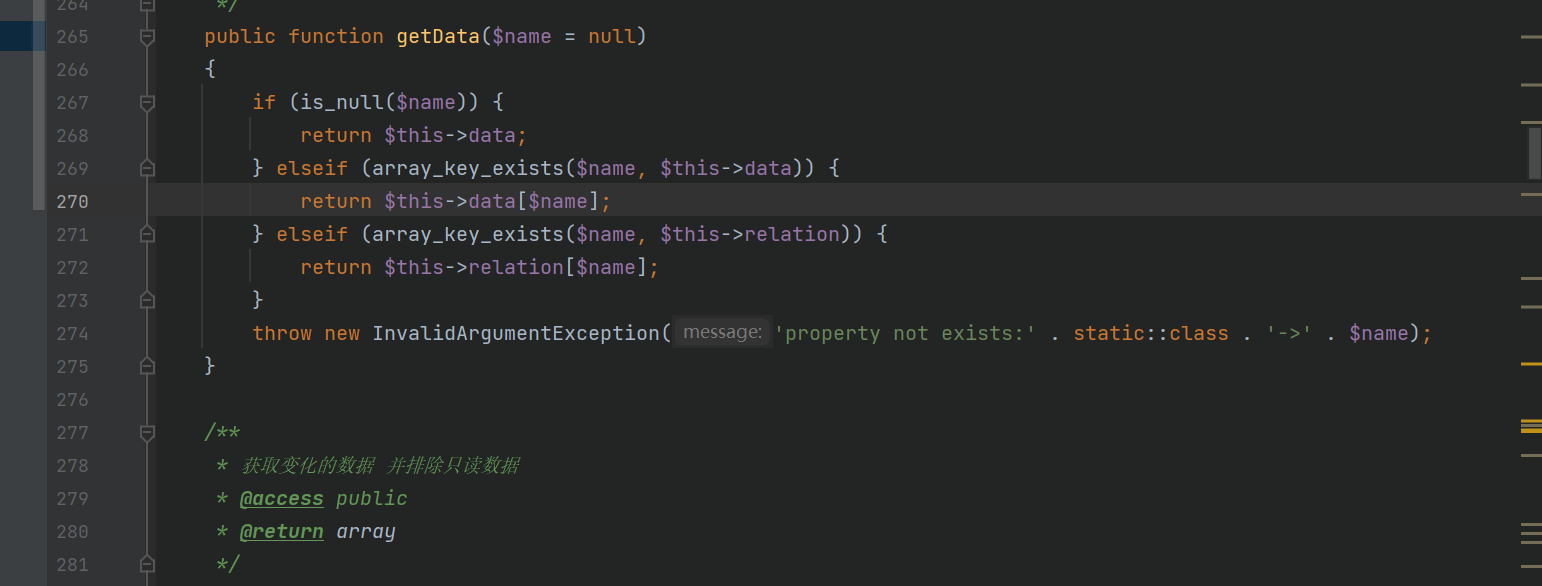 264 */
265 public function getData($name = null)
266 {
267 if (is_null($name)) {
268 return $this->data;
269 } elseif (array_key_exists($name, $this->data)) {
270 return $this->data[$name];
271 } elseif (array_key_exists($name, $this->relation)) {
272 return $this->relation[$name];
273 }
274 throw new InvalidArgumentException( message: 'property not exists:' . static::class . '->' . $name);
275 }
276
277 /**
278 * 获取变化的数据 并排除只读数据
279 * @access public
280 * @return array
281 */